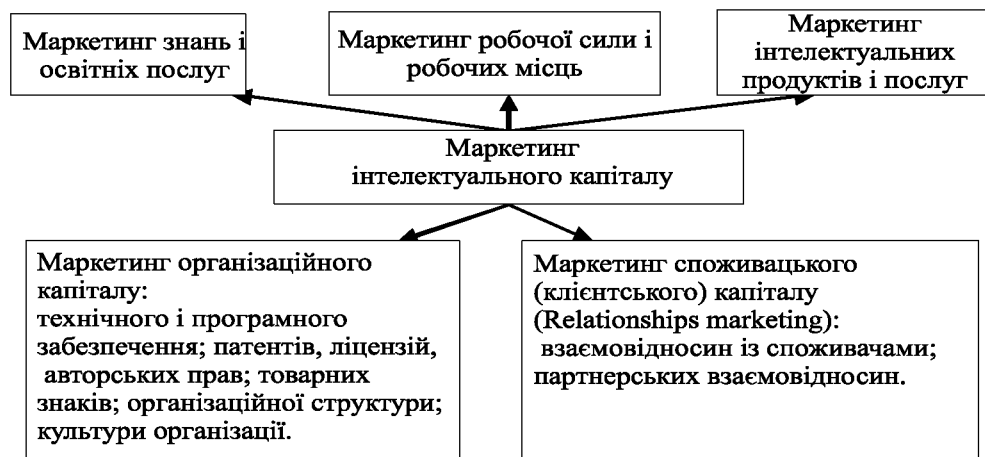 Маркетинг знань і
освітніх послуг
Маркетинг робочої сили і
робочих місць
Маркетинг
інтелектуальних
продуктів і послуг
Маркетинг
інтелектуального капіталу
Маркетинг організаційного
капіталу:
технічного і програмного
забезпечення; патентів, ліцензій,
авторських прав; товарних
знаків; організаційної структури;
культури організації.
Маркетинг споживацького
(клієнтського) капіталу
(Relationships marketing):
взаємовідносин із споживачами;
партнерських взаємовідносин.